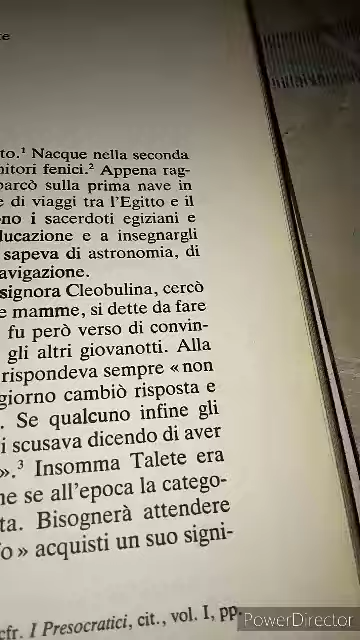 to.¹ Nacque nella seconda
nitori fenici.² Appena rag-
barcò sulla prima nave in
e di viaggi tra l'Egitto e il
no i sacerdoti egiziani e
ducazione e a insegnargli
sapeva di astronomia, di
avigazione.
signora Cleobulina, cercò
e mamme, si dette da fare
fu però verso di convin-
gli altri giovanotti. Alla
rispondeva sempre « non
giorno cambiò risposta e
. Se qualcuno infine gli
i scusava dicendo di aver
».³ Insomma Talete era
ne se all'epoca la catego-
ta. Bisognerà attendere
o » acquisti un suo signi-
cfr. I Presocratici, cit., vol. I, pp.
PowerDirector